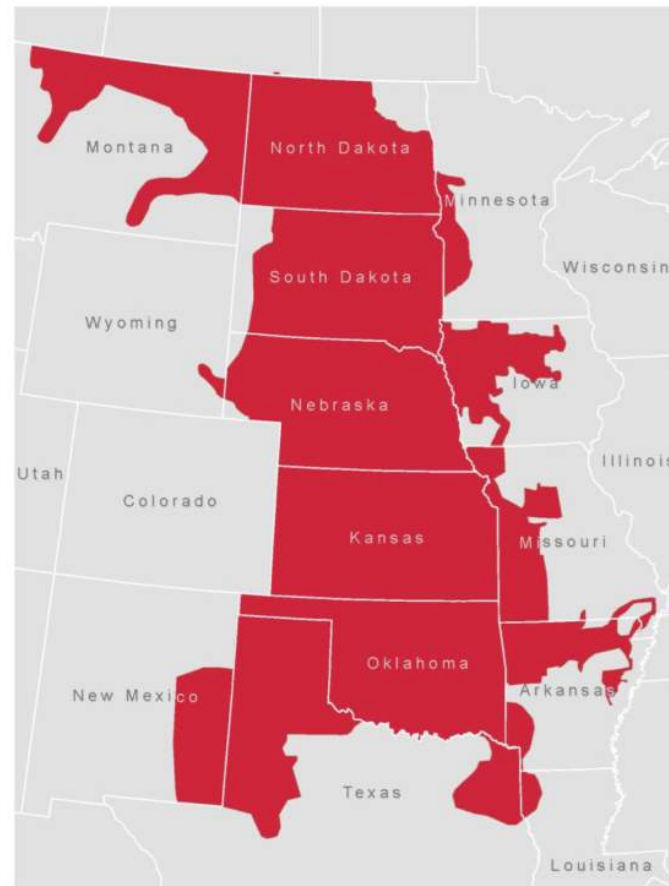 Montana
North Dakota
Minnesota
South Dakota
Wisconsin
Wyoming
Iowa
Nebraska
Utah
Colorado
Illinois
Kansas
Missouri
Oklahoma
New Mexico
Arkansas
Texas
Louisiana